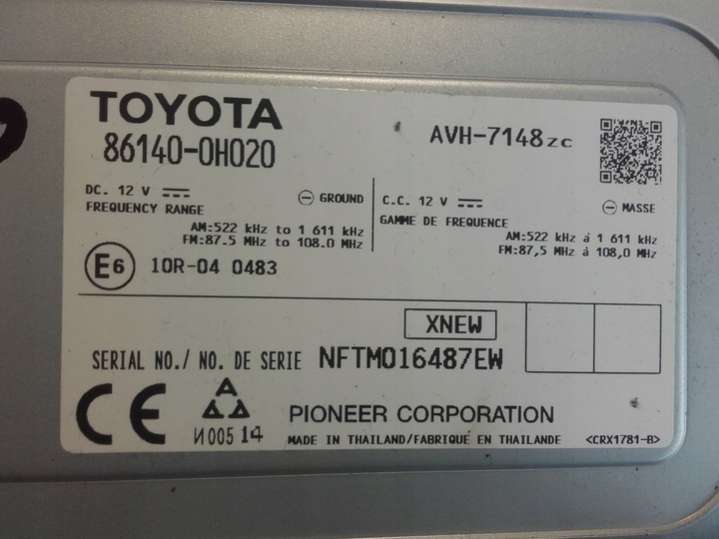 TOYOTA
86140-0H020
AVH-7148zc
DC. 12 V
GROUND
FREQUENCY RANGE
AM:522 kHz to 1 611 kHz
FM:87.5 MHz to 108.0 MHz
C.C. 12 V
MASSE
GAMME DE FREQUENCE
AM:522 kHz á 1 611 kHz
FM:87,5 MHz á 108,0 MHz
E6 10R-04 0483
XNEW
SERIAL NO./ NO. DE SERIE NFTM016487EW
CE
И005 14
PIONEER CORPORATION
MADE IN THAILAND/FABRIQUÉ EN THAILANDE
<CRX1781-B>